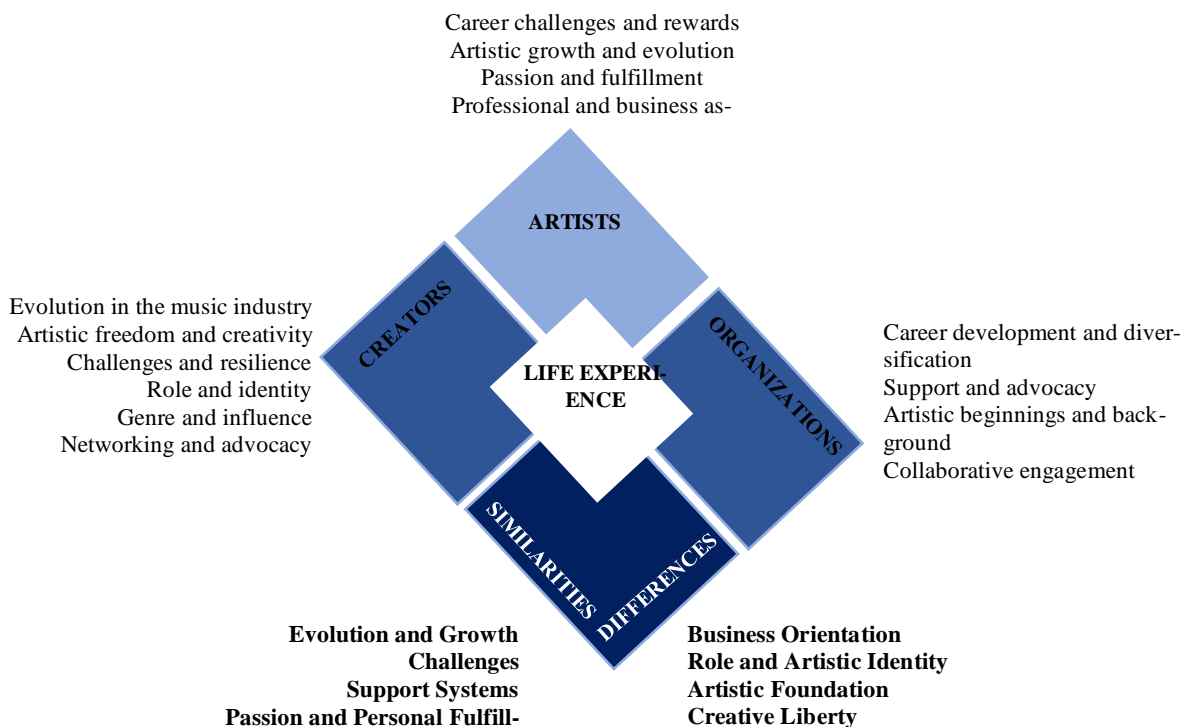 Career challenges and rewards
Artistic growth and evolution
Passion and fulfillment
Professional and business as-
ARTISTS
CREATORS
Evolution in the music industry
Artistic freedom and creativity
Challenges and resilience
Role and identity
Genre and influence
Networking and advocacy
LIFE EXPERI-
ENCE
ORGANIZATIONS
Career development and diver-
sification
Support and advocacy
Artistic beginnings and back-
ground
Collaborative engagement
SIMILARITIES
DIFFERENCES
Evolution and Growth
Challenges
Support Systems
Passion and Personal Fulfill-
Business Orientation
Role and Artistic Identity
Artistic Foundation
Creative Liberty